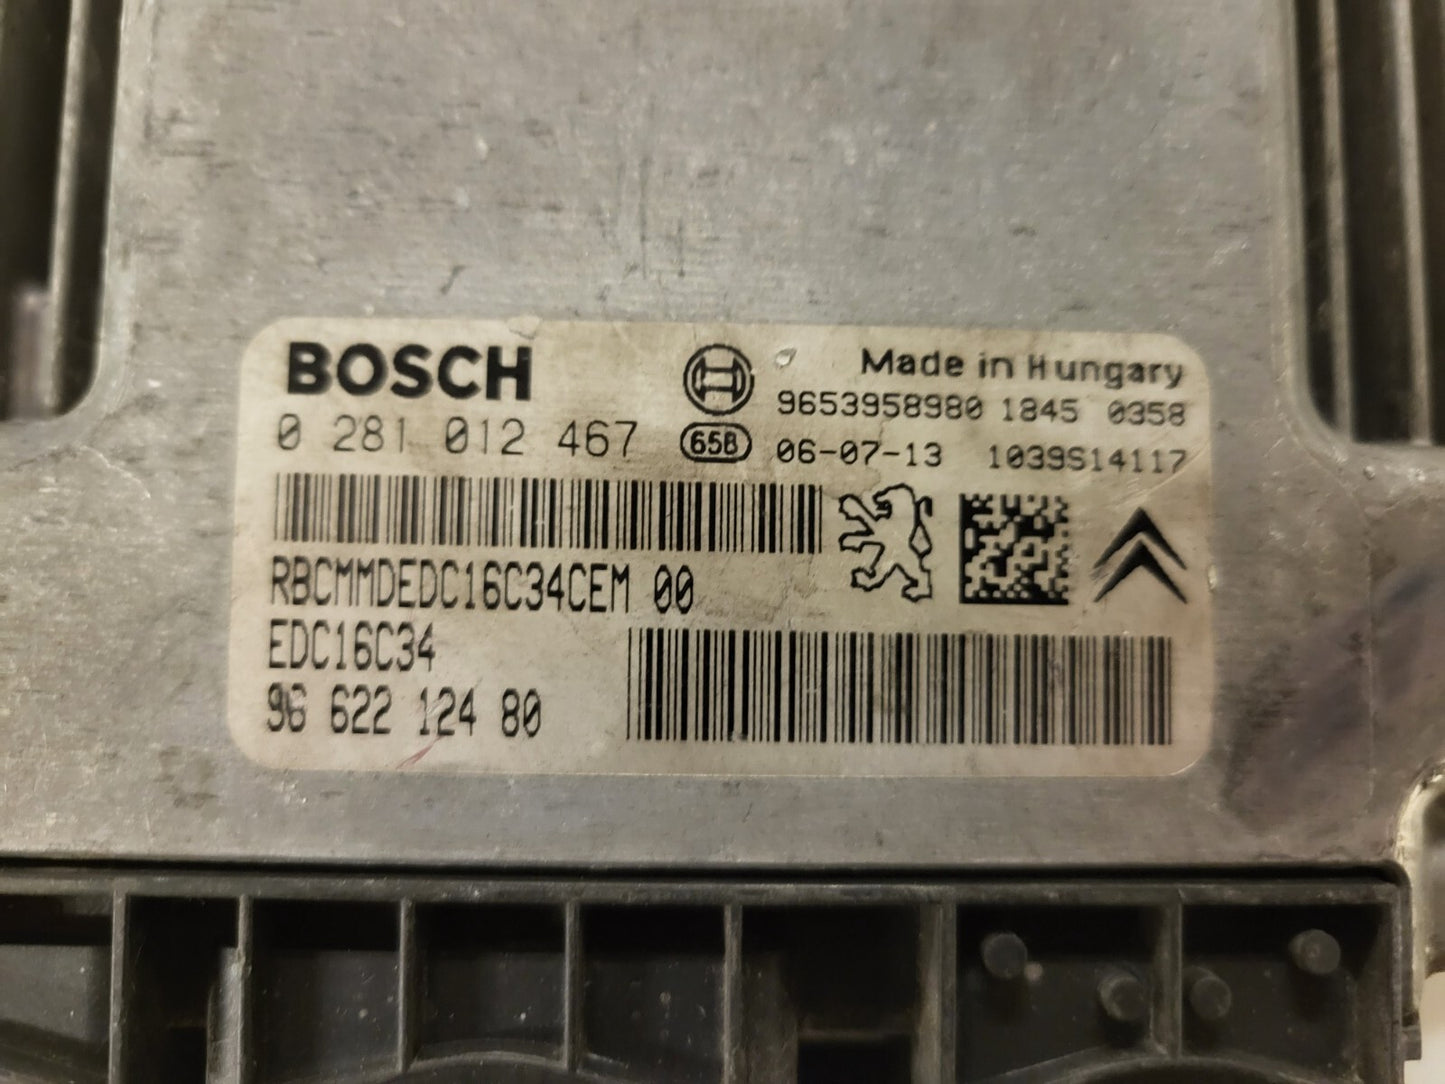 BOSCH
Made in Hungary
9653958980 1845 0358
0 281 012 467
65B
06-07-13 1039S14117
RBCMMDEDC16C34CEM 00
EDC16C34
96 622 124 80